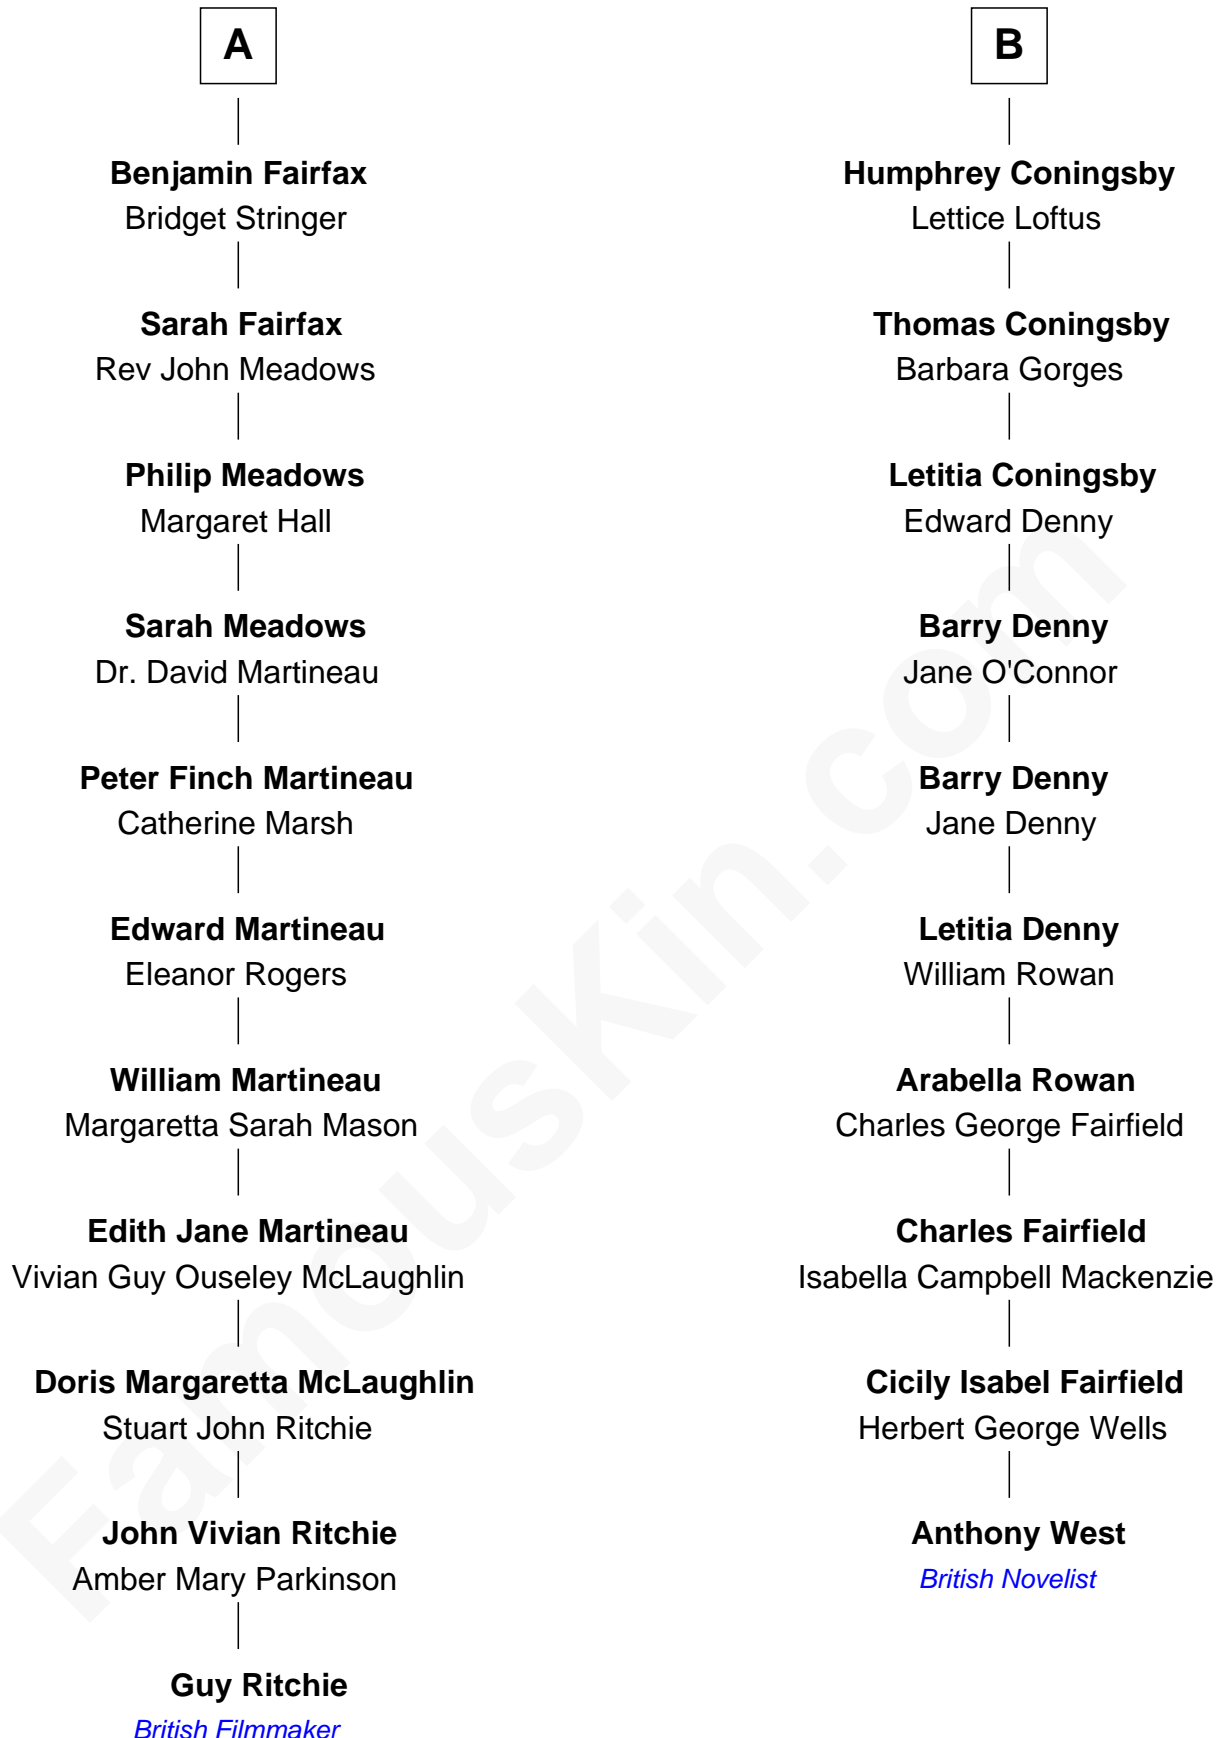 A
Benjamin Fairfax
Bridget Stringer
Sarah Fairfax
Rev John Meadows
Philip Meadows
Margaret Hall
Sarah Meadows
Dr. David Martineau
Peter Finch Martineau
Catherine Marsh
Edward Martineau
Eleanor Rogers
William Martineau
Margaretta Sarah Mason
Edith Jane Martineau
Vivian Guy Ouseley McLaughlin
Doris Margaretta McLaughlin
Stuart John Ritchie
John Vivian Ritchie
Amber Mary Parkinson
Guy Ritchie
British Filmmaker
B
Humphrey Coningsby
Lettice Loftus
Thomas Coningsby
Barbara Gorges
Letitia Coningsby
Edward Denny
Barry Denny
Jane O'Connor
Barry Denny
Jane Denny
Letitia Denny
William Rowan
Arabella Rowan
Charles George Fairfield
Charles Fairfield
Isabella Campbell Mackenzie
Cicily Isabel Fairfield
Herbert George Wells
Anthony West
British Novelist
FamousKin.com